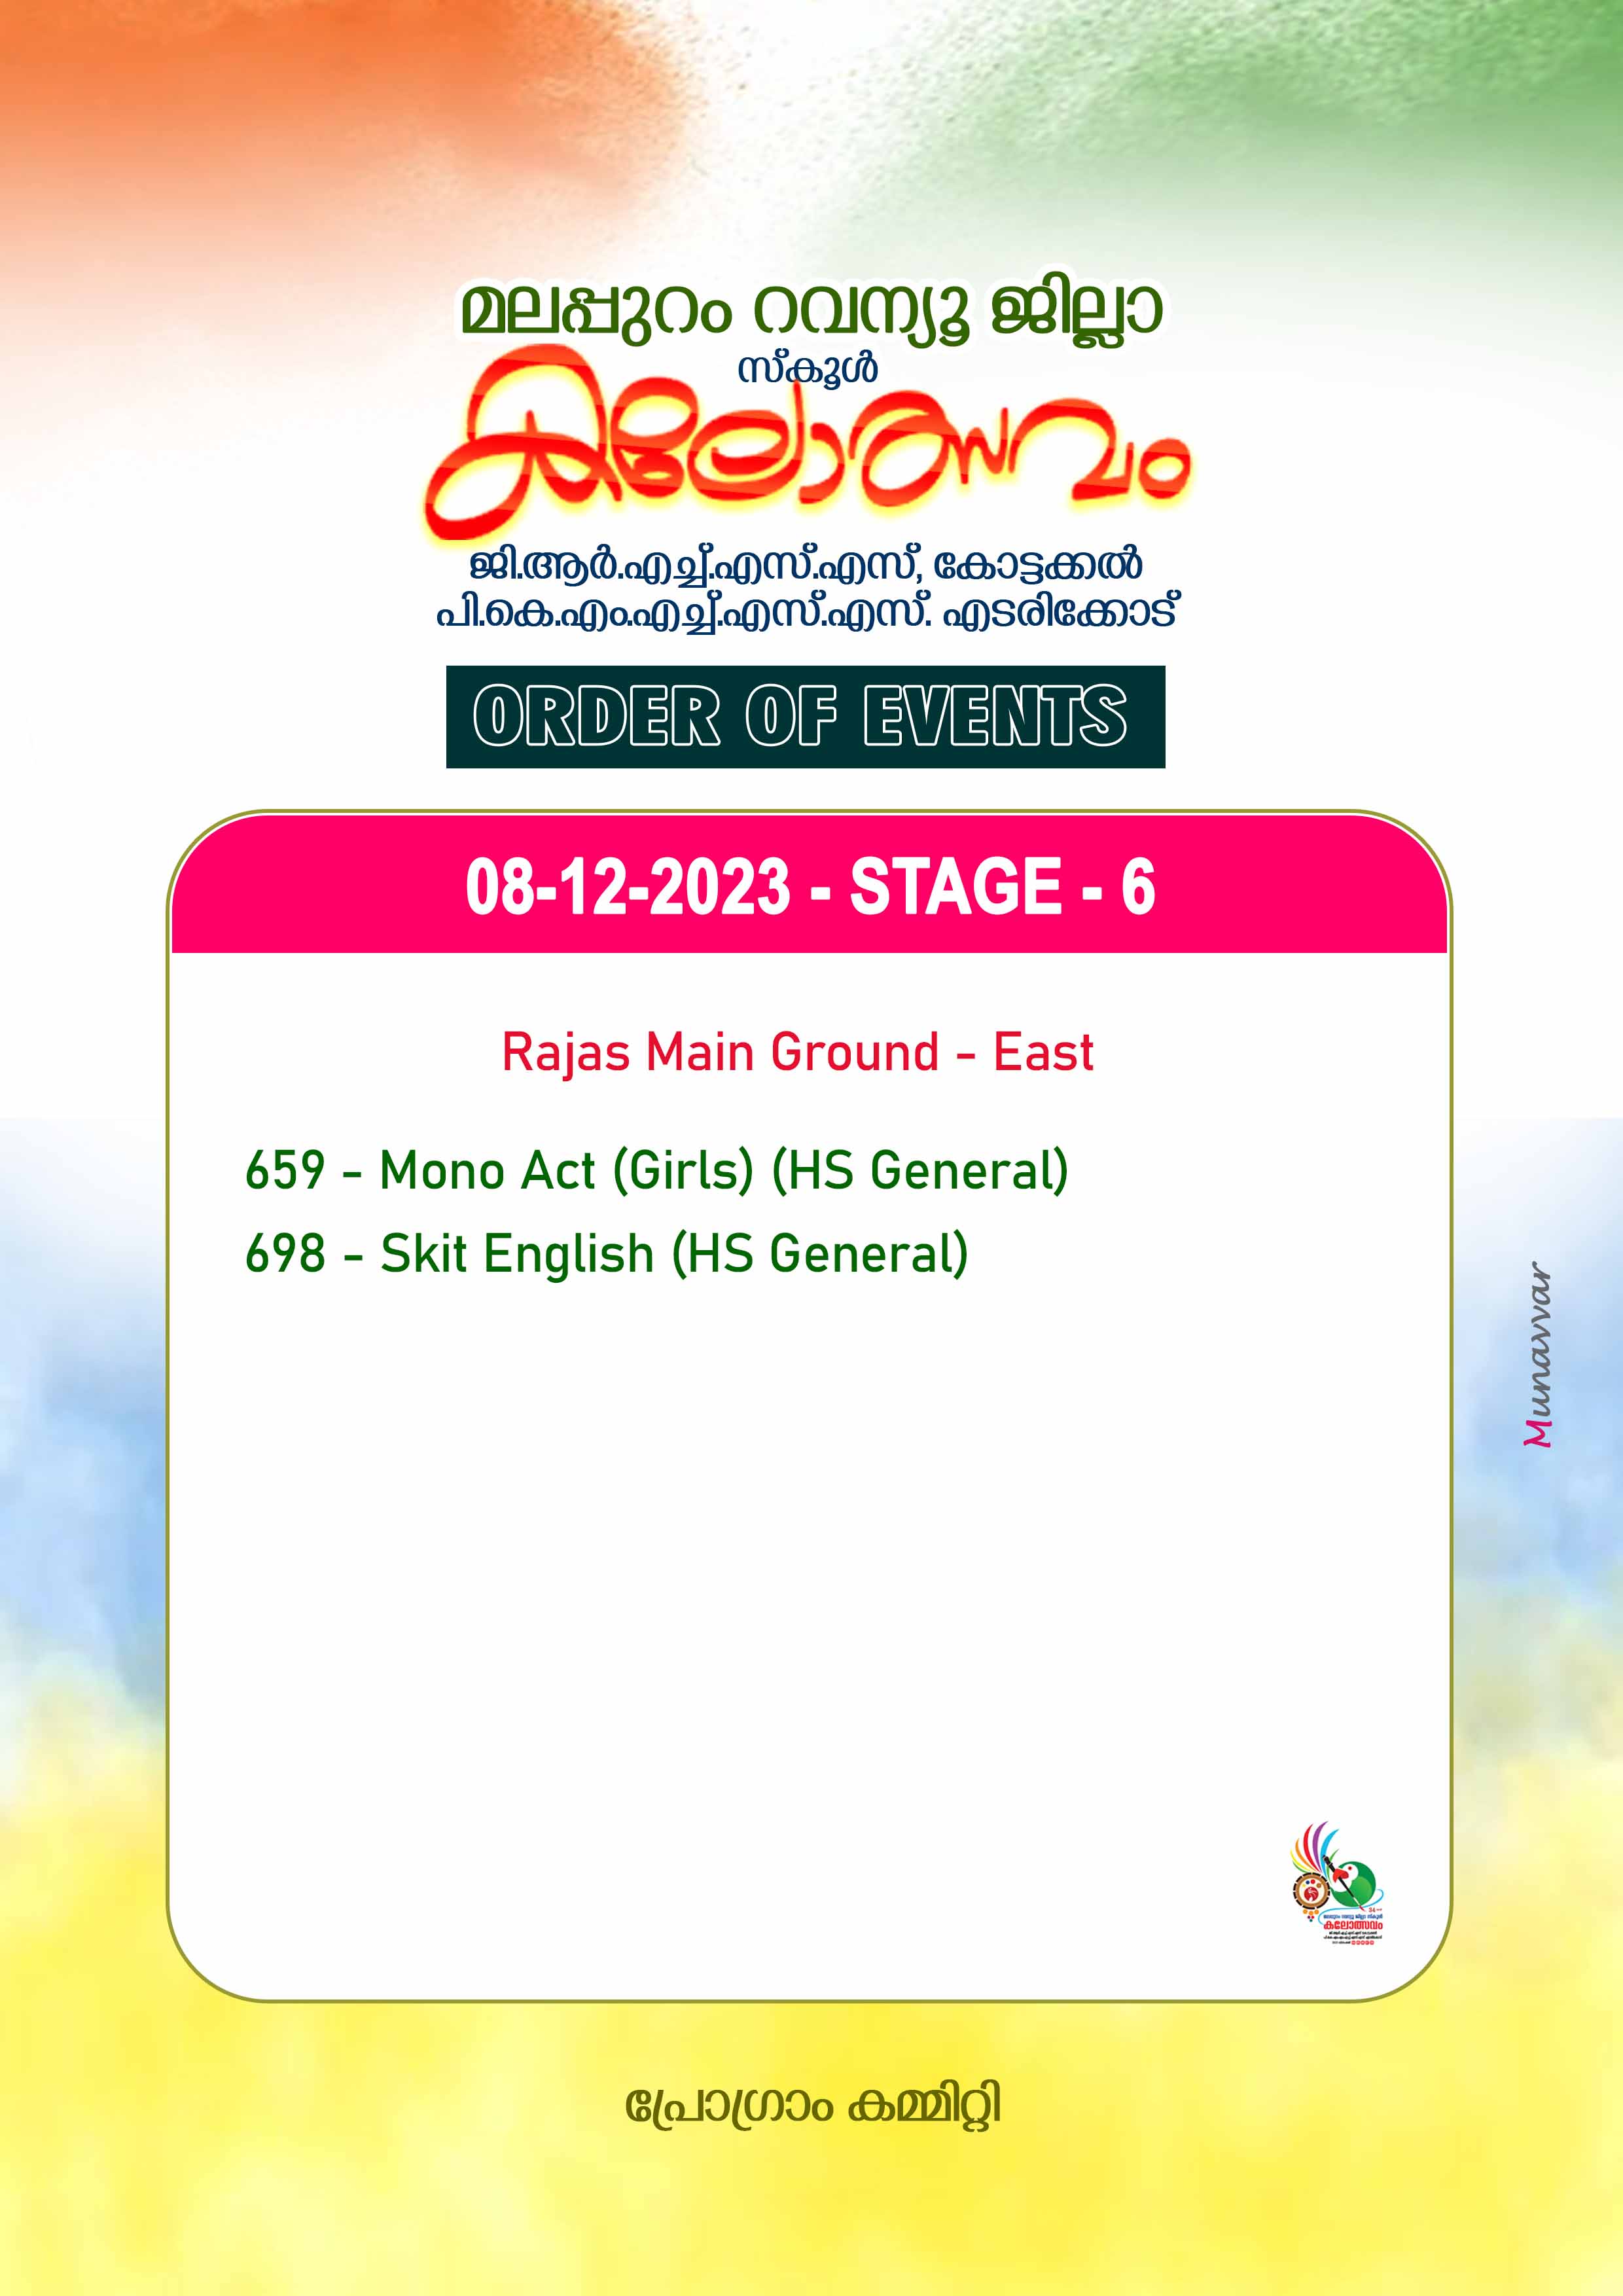 മലപ്പുറം റവന്യൂ ജില്ലാ
സ്കൂൾ
കലോത്സവം
ജി.ആർ.എച്ച്.എസ്.എസ്, കോട്ടക്കൽ
പി.കെ.എം.എച്ച്.എസ്.എസ്. എടരിക്കോട്
ORDER OF EVENTS
08-12-2023 - STAGE - 6
Rajas Main Ground - East
659 - Mono Act (Girls) (HS General)
698 - Skit English (HS General)
Munavvar
കലോത്സവം
പ്രോഗ്രാം കമ്മിറ്റി